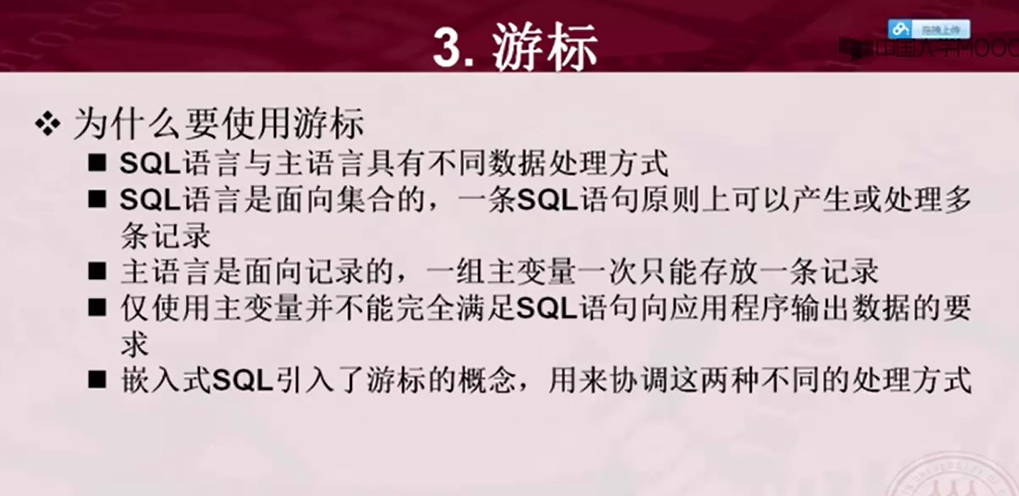 3. 游标
拖拽上传
中国大学MOOC
❖ 为什么要使用游标
■ SQL语言与主语言具有不同数据处理方式
■ SQL语言是面向集合的，一条SQL语句原则上可以产生或处理多
条记录
■ 主语言是面向记录的，一组主变量一次只能存放一条记录
■ 仅使用主变量并不能完全满足SQL语句向应用程序输出数据的要
求
■ 嵌入式SQL引入了游标的概念，用来协调这两种不同的处理方式